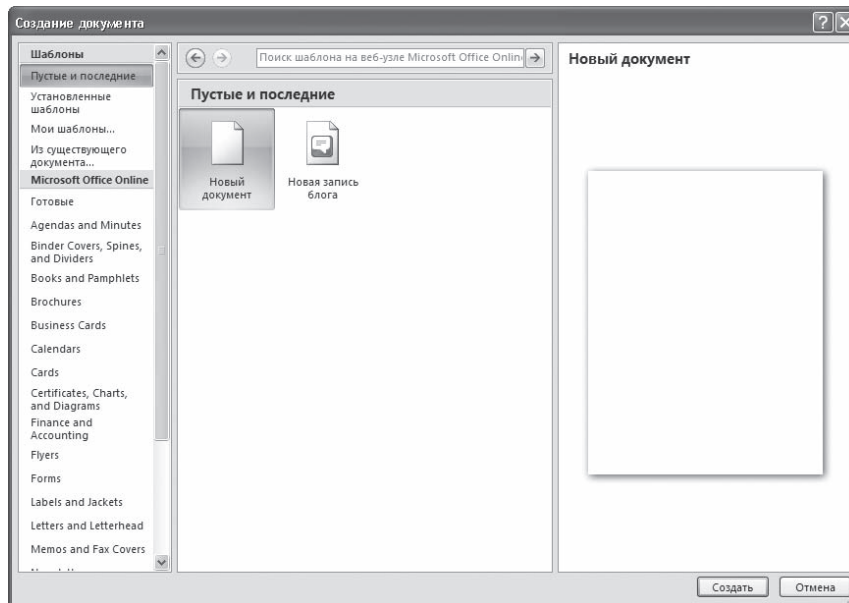 Создание документа
Шаблоны
Пустые и последние
Установленные
шаблоны
Мои шаблоны...
Из существующего
документа...
Microsoft Office Online
Готовые
Agendas and Minutes
Binder Covers, Spines,
and Dividers
Books and Pamphlets
Brochures
Business Cards
Calendars
Cards
Certificates, Charts,
and Diagrams
Finance and
Accounting
Flyers
Forms
Labels and Jackets
Letters and Letterhead
Memos and Fax Covers
Поиск шаблона на веб-узле Microsoft Office Onlin
Пустые и последние
Новый
документ
Новая запись
блога
Новый документ
Создать
Отмена